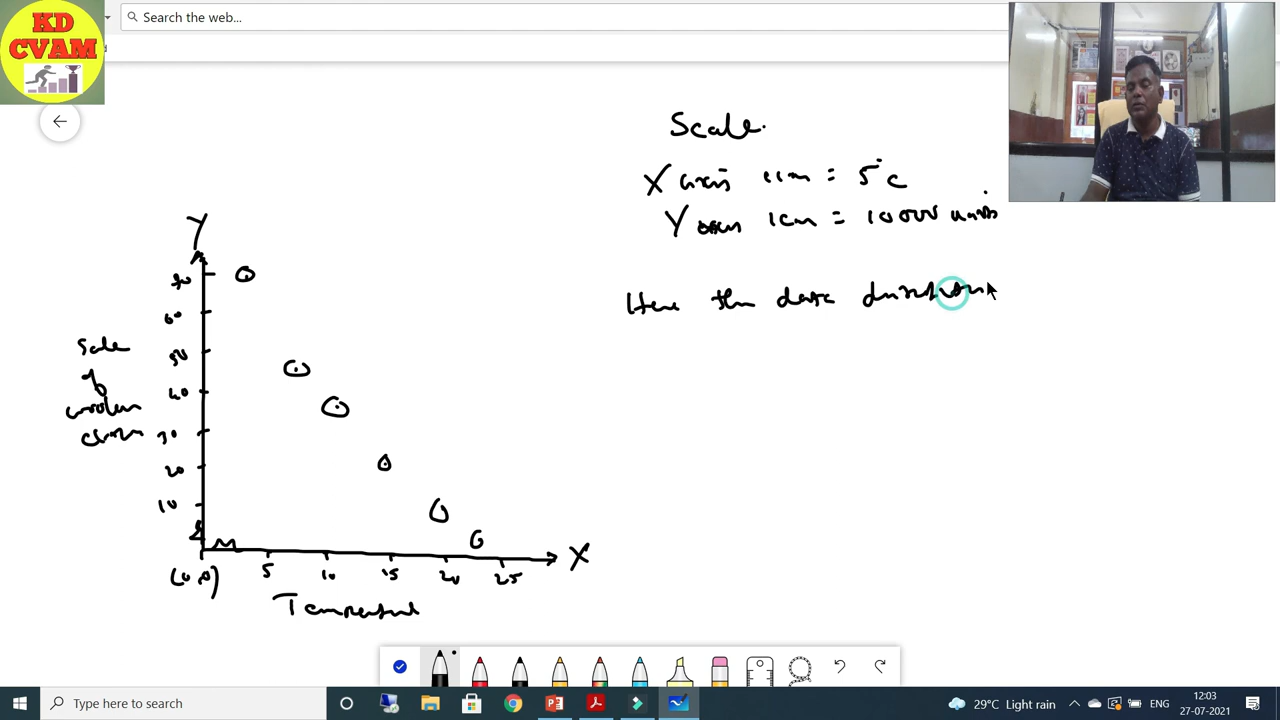 Search the web...
KD
CVAM
Scale.
X axis 1cm = 5°C
Y axis 1cm = 10000 units
Here the data
Y
70
60
50
40
30
20
10
Sale
of
woolen
X
(0,0)
5
10
15
20
25
Type here to search
29°C Light rain
ENG
12:03
27-07-2021